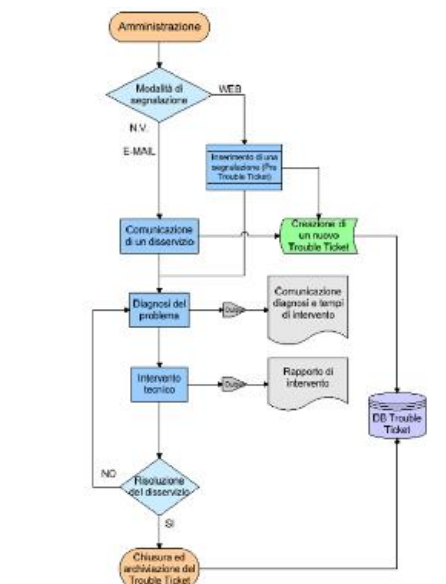 Amministrazione
Modalità di
segnalazione
WEB
N.V.
E-MAIL
Inserimento di una
segnalazione (Pre
Trouble Ticket)
Comunicazione
di un disservizio
Creazione di
un nuovo
Trouble Ticket
Diagnosi del
problema
Output
Comunicazione
diagnosi e tempi
di intervento
Intervento
tecnico
Output
Rapporto di
intervento
DB Trouble
Ticket
NO
Risoluzione
del disservizio
SI
Chiusura ed
archiviazione del
Trouble Ticket